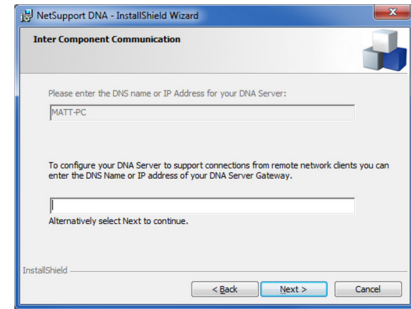 NetSupport DNA - InstallShield Wizard
Inter Component Communication
Please enter the DNS name or IP Address for your DNA Server:
MATT-PC
To configure your DNA Server to support connections from remote network clients you can
enter the DNS Name or IP address of your DNA Server Gateway.
Alternatively select Next to continue.
InstallShield
< Back
Next >
Cancel